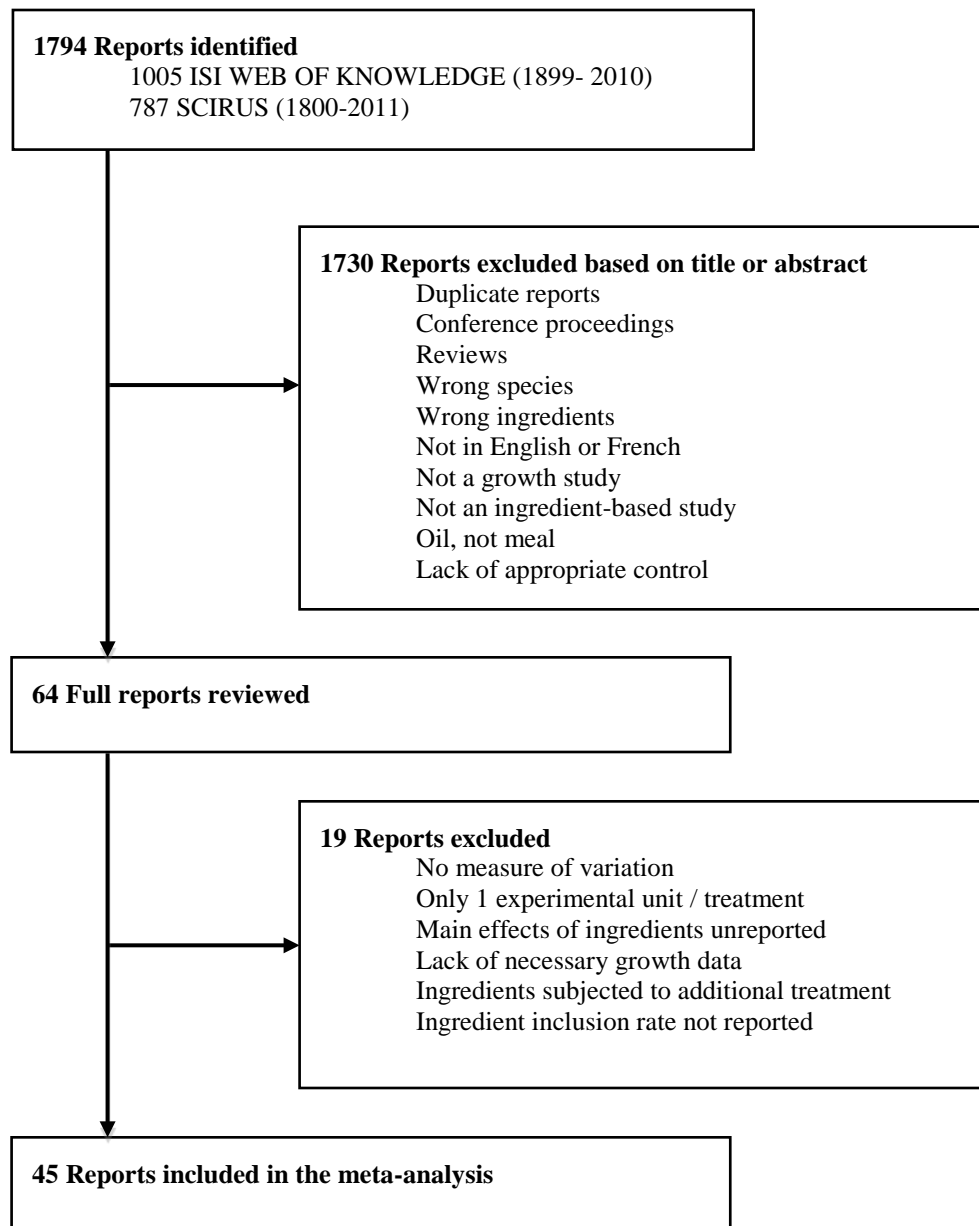 1794 Reports identified
1005 ISI WEB OF KNOWLEDGE (1899- 2010)
787 SCIRUS (1800-2011)
1730 Reports excluded based on title or abstract
Duplicate reports
Conference proceedings
Reviews
Wrong species
Wrong ingredients
Not in English or French
Not a growth study
Not an ingredient-based study
Oil, not meal
Lack of appropriate control
64 Full reports reviewed
19 Reports excluded
No measure of variation
Only 1 experimental unit / treatment
Main effects of ingredients unreported
Lack of necessary growth data
Ingredients subjected to additional treatment
Ingredient inclusion rate not reported
45 Reports included in the meta-analysis